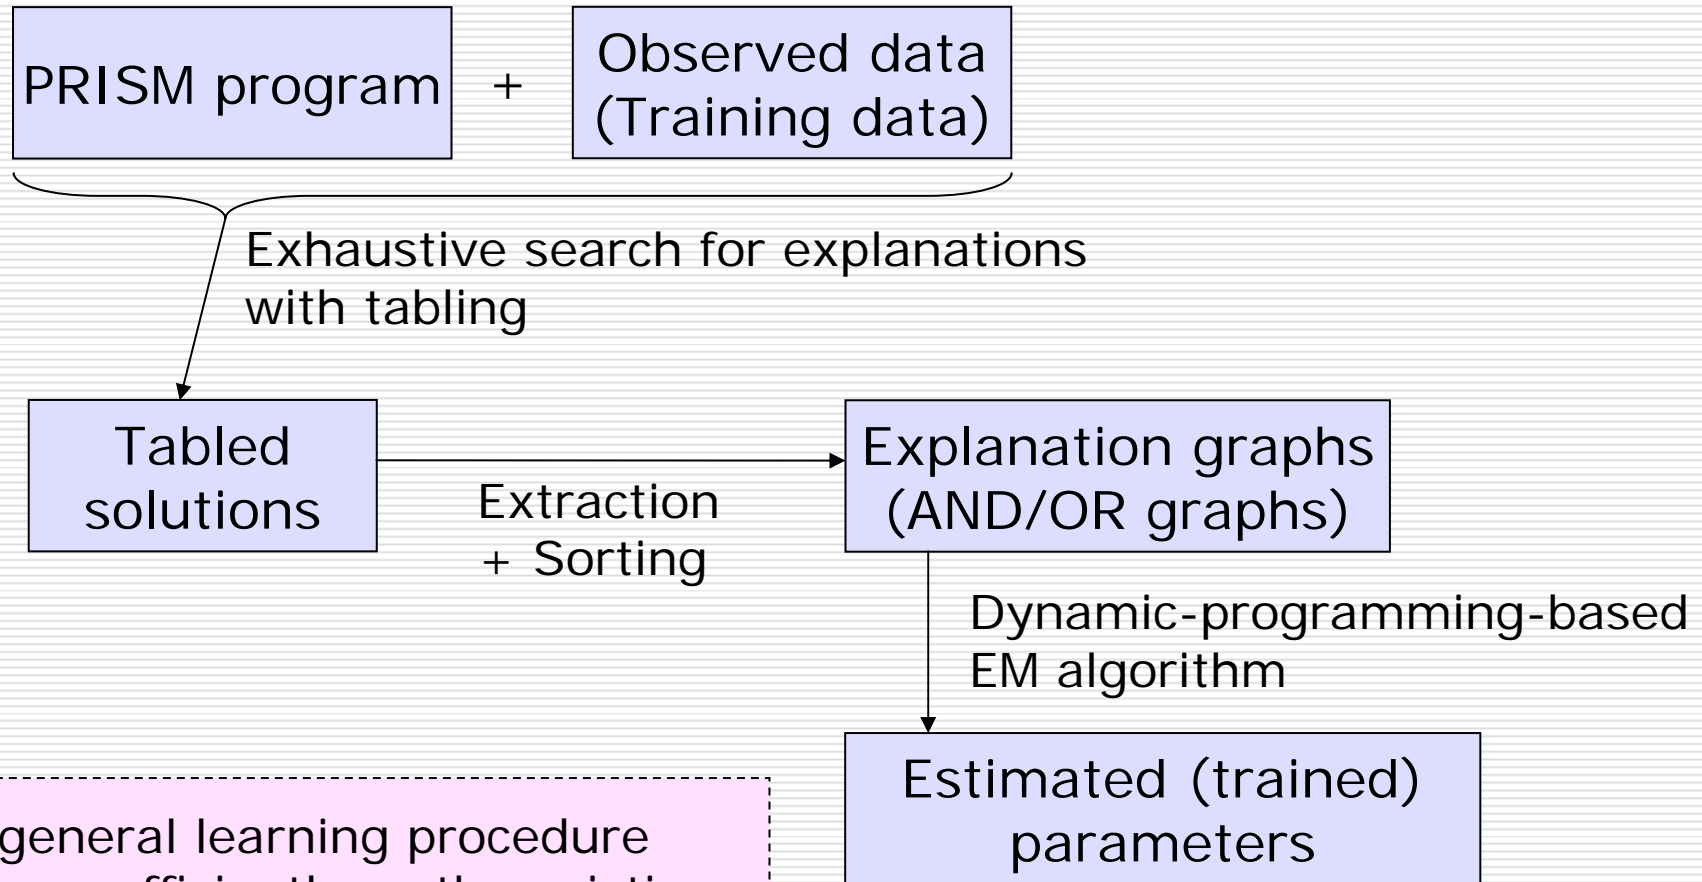 PRISM program
+
Observed data
(Training data)
Exhaustive search for explanations
with tabling
Tabled
solutions
Extraction
+ Sorting
Explanation graphs
(AND/OR graphs)
Dynamic-programming-based
EM algorithm
Estimated (trained)
parameters
general learning procedure